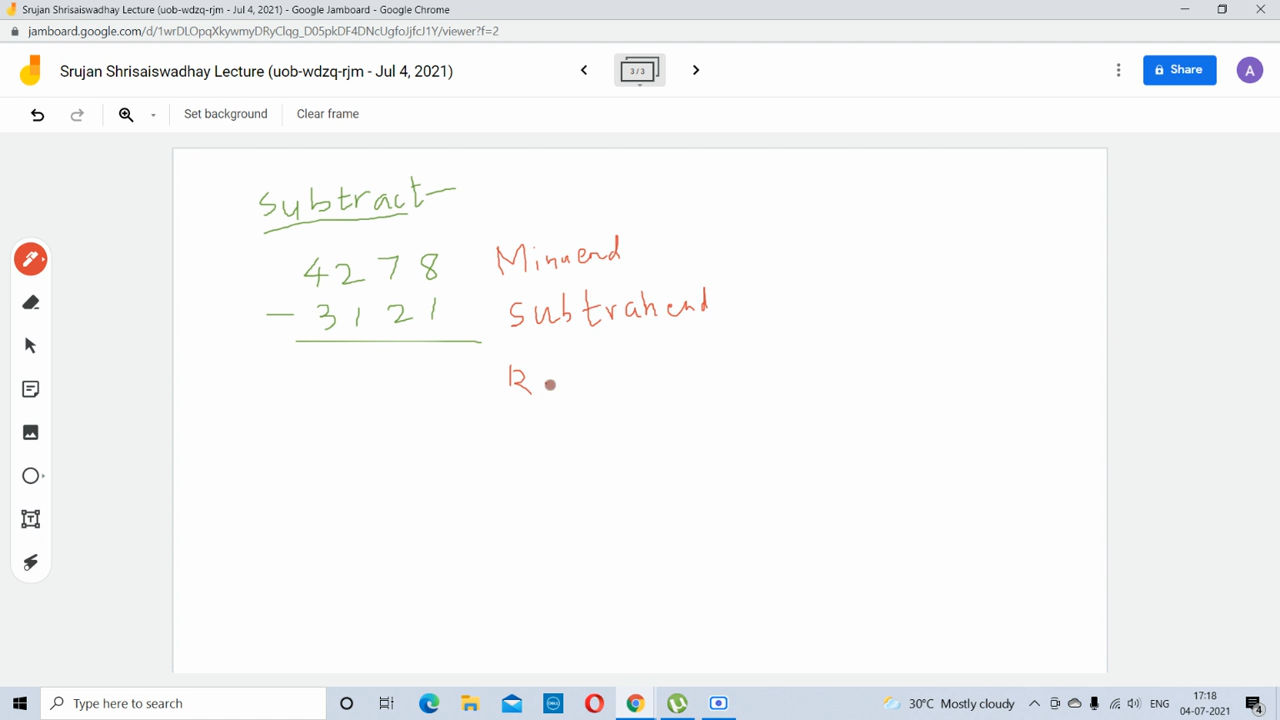 Srujan Shrisaiswadhay Lecture (uob-wdzq-rjm - Jul 4, 2021) - Google Jamboard - Google Chrome
jamboard.google.com/d/1wrDLOpqXkywmyDRyClqg_D05pkDF4DNcUgfoJjfcJ1Y/viewer?f=2
Srujan Shrisaiswadhay Lecture (uob-wdzq-rjm - Jul 4, 2021) 3 / 3 Share A
Set background Clear frame
Subtract-
4278 Minuend
- 3121 Subtrahend
R
Type here to search 30°C Mostly cloudy ENG 17:18
04-07-2021 4